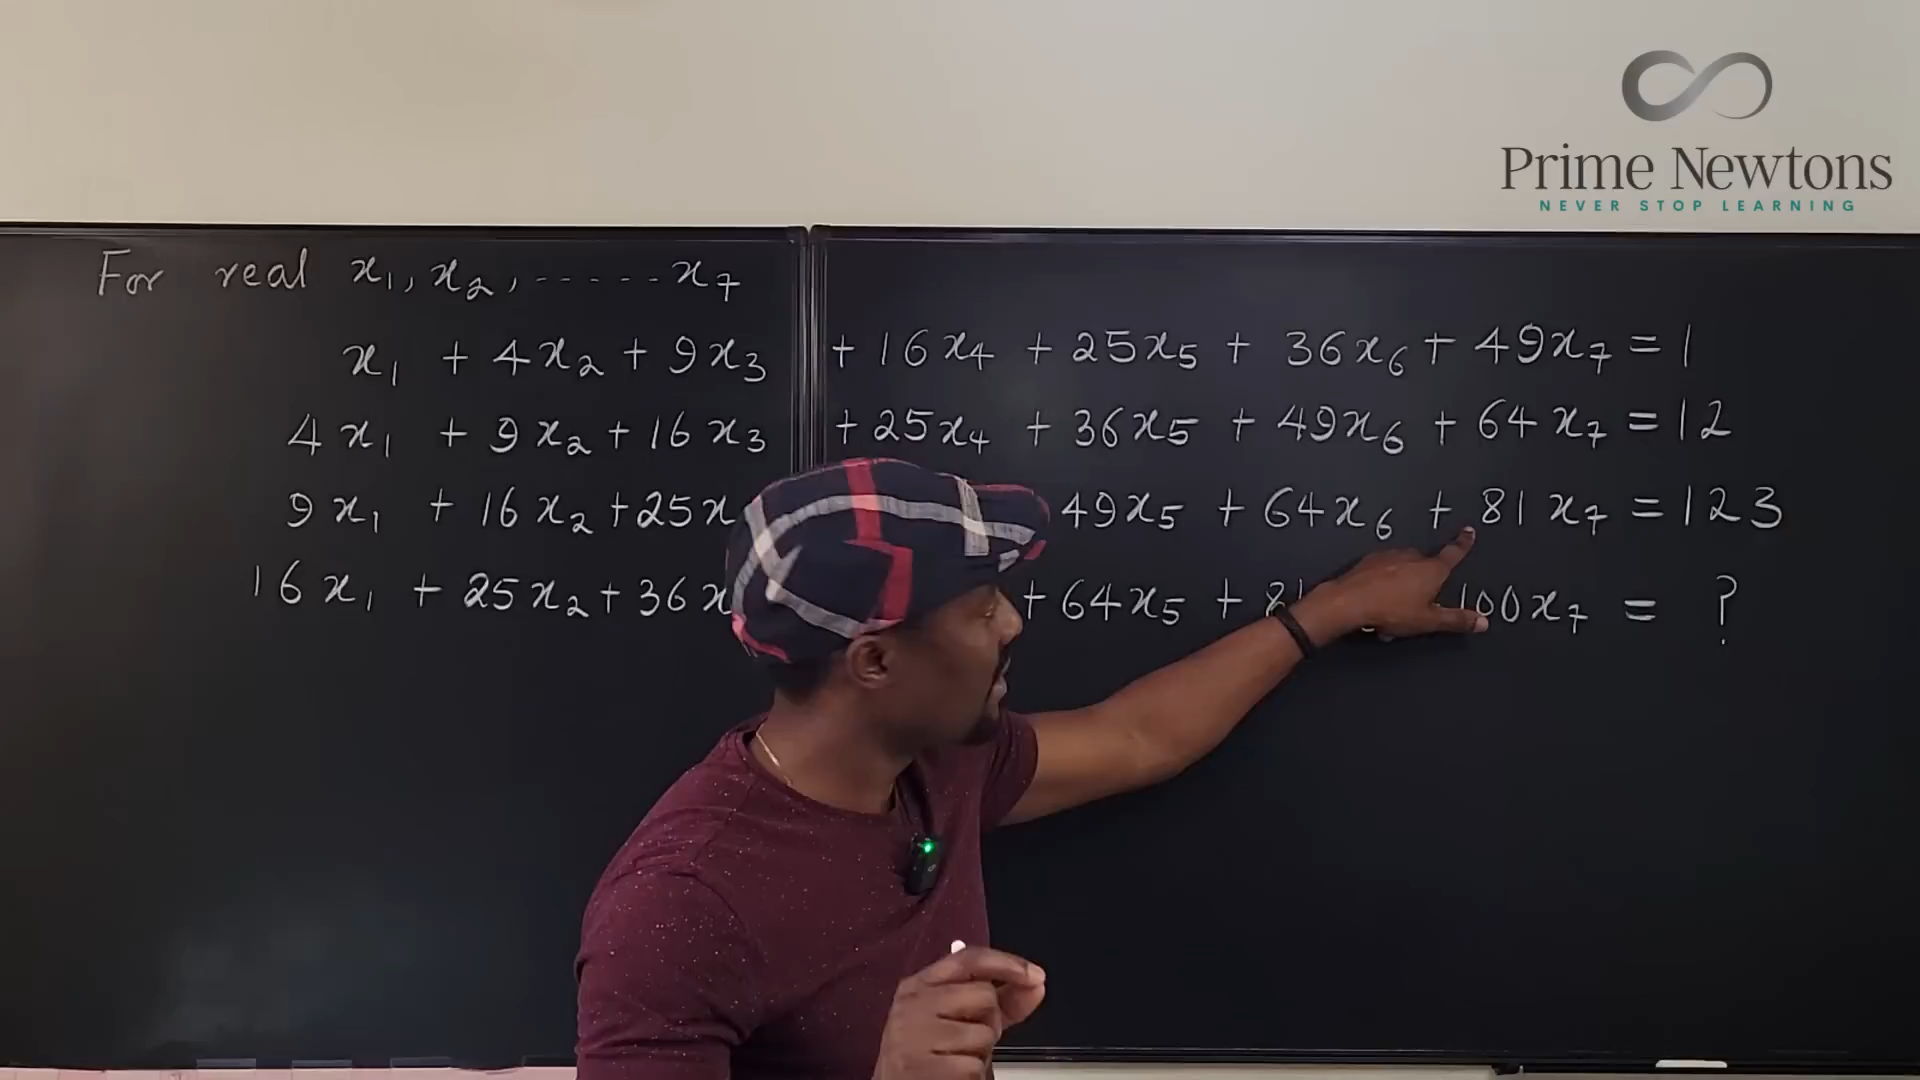 Prime Newtons
NEVER STOP LEARNING
For real x₁, x₂, ...... x₇
x₁ + 4x₂ + 9x₃ + 16x₄ + 25x₅ + 36x₆ + 49x₇ = 1
4x₁ + 9x₂ + 16x₃ + 25x₄ + 36x₅ + 49x₆ + 64x₇ = 12
9x₁ + 16x₂ + 25x 49x₅ + 64x₆ + 81x₇ = 123
16x₁ + 25x₂ + 36x + 64x₅ + 100x₇ = ?